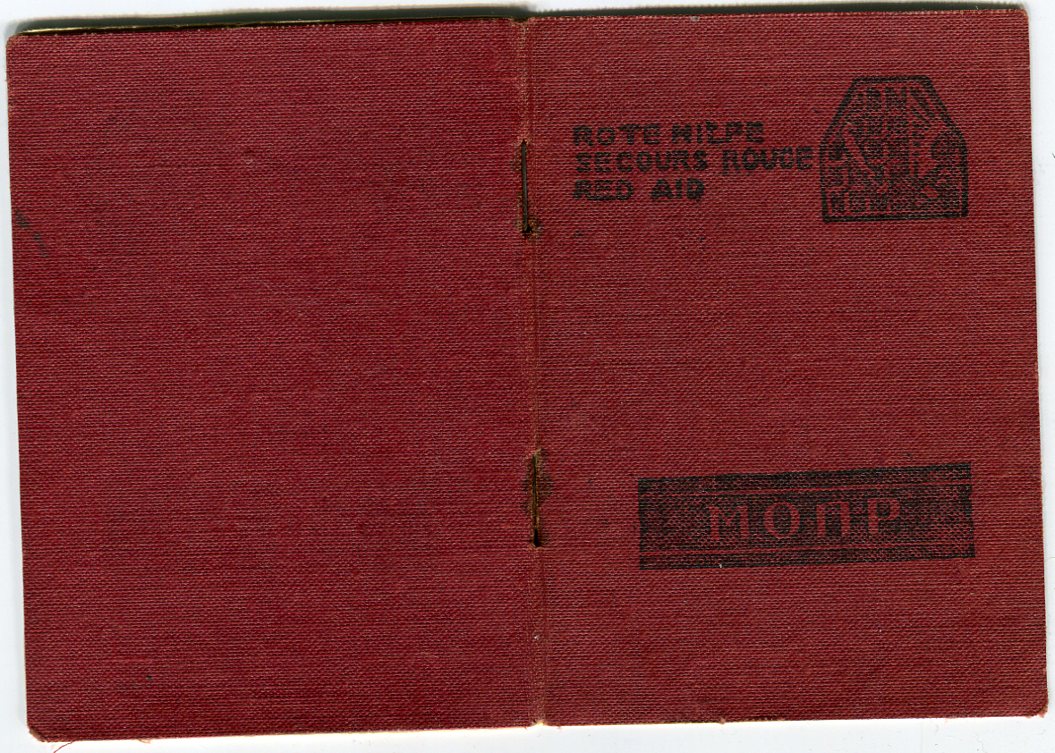 ROTE HILFE
SECOURS ROUGE
RED AID
МОПР